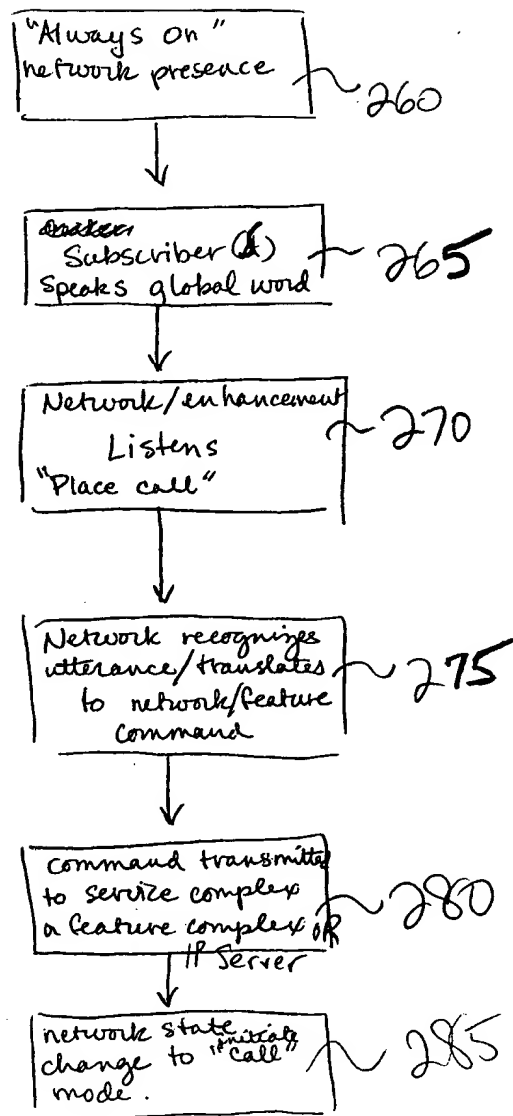 "Always on"
network presence
260
Subscriber
speaks global word
265
Network/enhancement
Listens
"Place call"
270
Network recognizes
utterance/translates
to network/feature
command
275
command transmitted
to service complex
a feature complex OR
IP Server
280
network state
change to "initiate call"
mode.
285